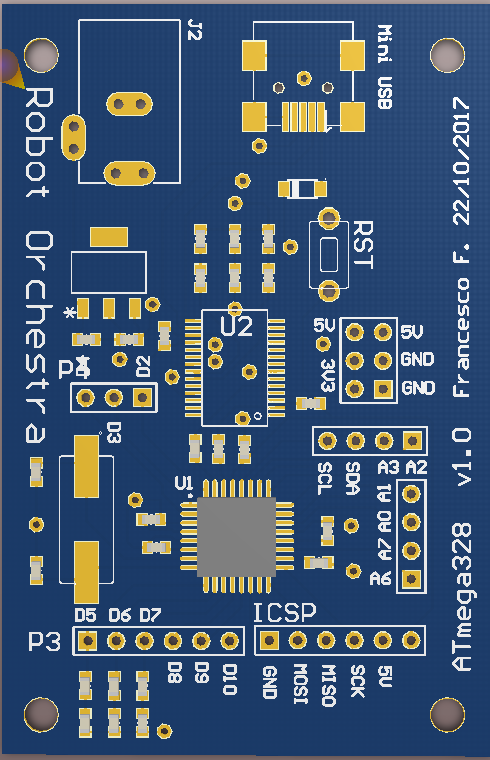 J2
Mini USB
Robot Orchestra
RST
U2
5V
5V
GND
3V3
GND
*
D2
D3
SCL
SDA
A3
A2
A1
A0
A7
A6
U1
D5
D6
D7
P3
D8
D9
D10
ICSP
GND
MOSI
MISO
SCK
5V
ATmega328 v1.0 Francesco F. 22/10/2017